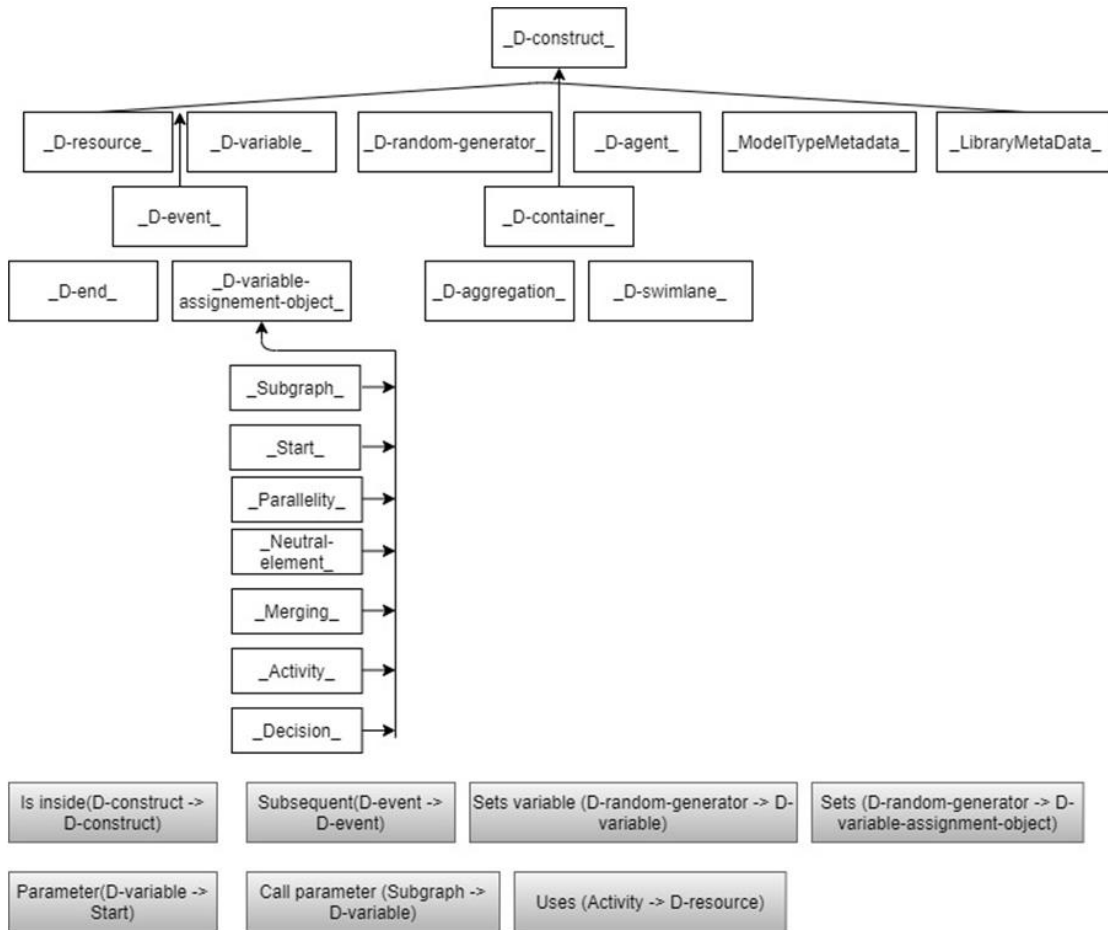 _D-construct_
_D-resource_
_D-variable_
_D-random-generator_
_D-agent_
_ModelTypeMetadata_
_LibraryMetaData_
_D-event_
_D-container_
_D-end_
_D-variable-
assignement-object_
_D-aggregation_
_D-swimlane_
_Subgraph_
_Start_
_Parallelity_
_Neutral-
element_
_Merging_
_Activity_
_Decision_
Is inside(D-construct ->
D-construct)
Subsequent(D-event ->
D-event)
Sets variable (D-random-generator -> D-
variable)
Sets (D-random-generator -> D-
variable-assignment-object)
Parameter(D-variable ->
Start)
Call parameter (Subgraph ->
D-variable)
Uses (Activity -> D-resource)